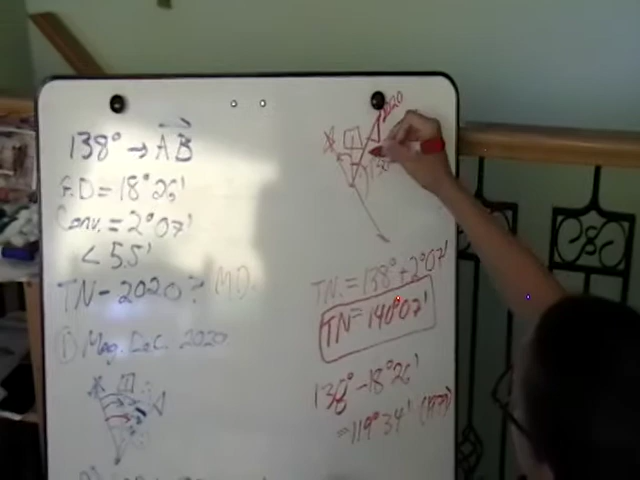 138° → AB
= 18°26'
Conv. = 2°07'
< 5.5'
TN - 2020? M.D.
① Mag. Dec. 2020
2020
TN. = 138° + 2°07'
TN = 140°07'
138° - 18°26'
= 119°34'